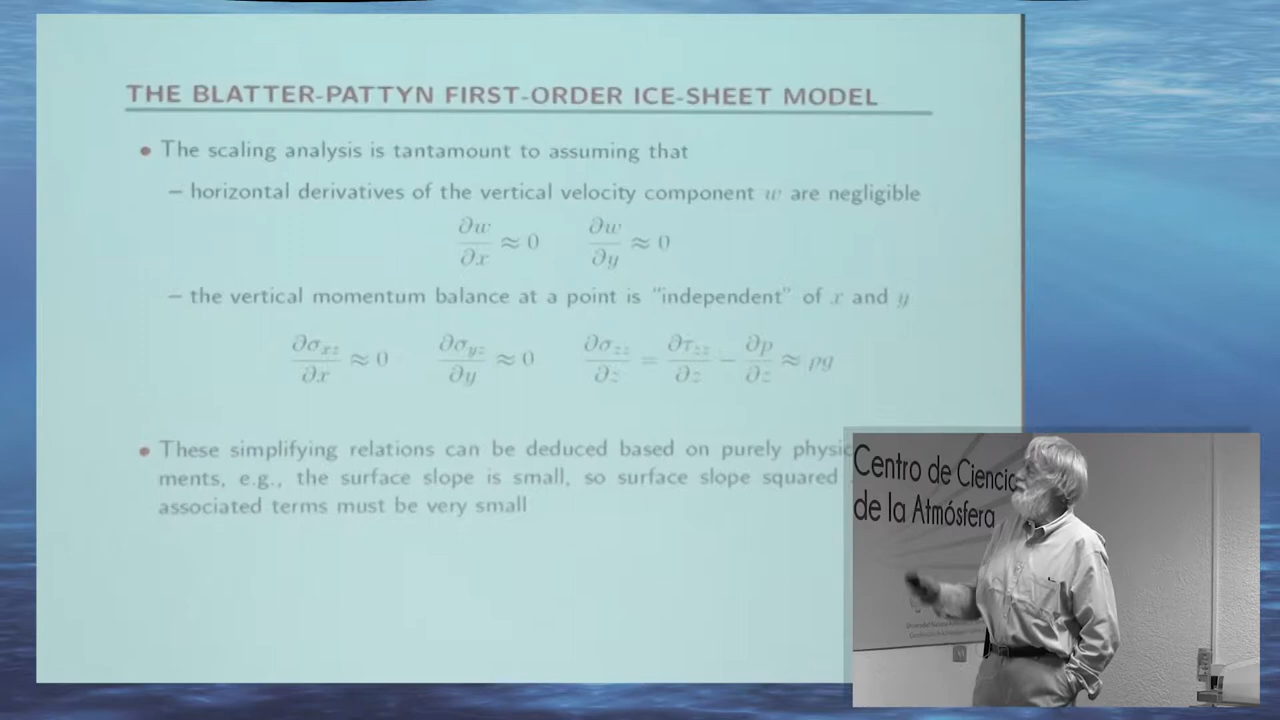 THE BLATTER-PATTYN FIRST-ORDER ICE-SHEET MODEL
• The scaling analysis is tantamount to assuming that
– horizontal derivatives of the vertical velocity component w are negligible
∂w/∂x ≈ 0 ∂w/∂y ≈ 0
– the vertical momentum balance at a point is "independent" of x and y
∂σxz/∂x ≈ 0 ∂σyz/∂y ≈ 0 ∂σzz/∂z = ∂τzz/∂z − ∂p/∂z ≈ ρg
• These simplifying relations can be deduced based on purely physic
ments, e.g., the surface slope is small, so surface slope squared
associated terms must be very small
Centro de Ciencia
de la Atmósfera